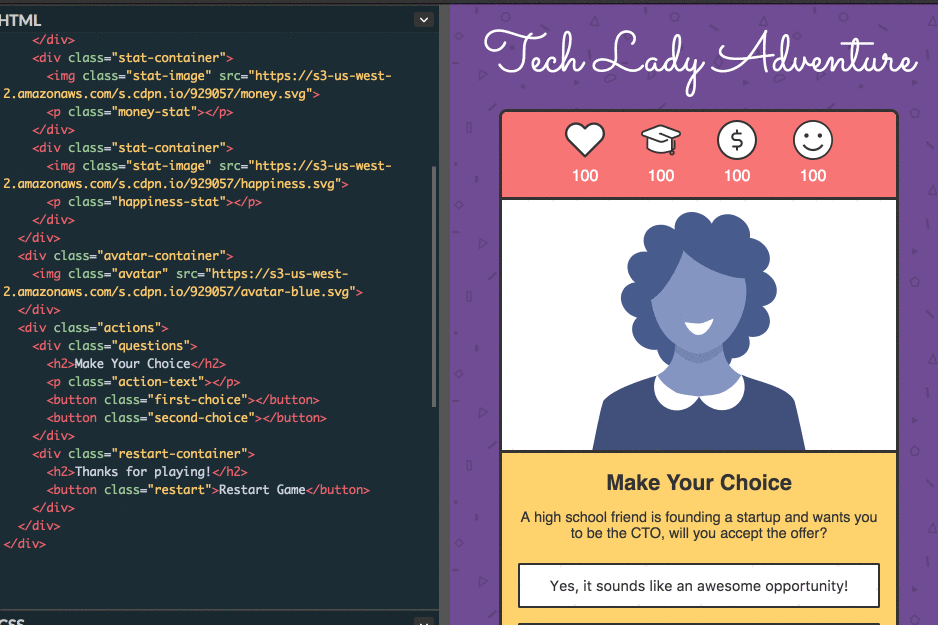 HTML
</div>
<div class="stat-container">
<img class="stat-image" src="https://s3-us-west-
2.amazonaws.com/s.cdpn.io/929057/money.svg">
<p class="money-stat"></p>
</div>
<div class="stat-container">
<img class="stat-image" src="https://s3-us-west-
2.amazonaws.com/s.cdpn.io/929057/happiness.svg">
<p class="happiness-stat"></p>
</div>
</div>
<div class="avatar-container">
<img class="avatar" src="https://s3-us-west-
2.amazonaws.com/s.cdpn.io/929057/avatar-blue.svg">
</div>
<div class="actions">
<div class="questions">
<h2>Make Your Choice</h2>
<p class="action-text"></p>
<button class="first-choice"></button>
<button class="second-choice"></button>
</div>
<div class="restart-container">
<h2>Thanks for playing!</h2>
<button class="restart">Restart Game</button>
</div>
</div>
</div>
CSS
Tech Lady Adventure
$
100 100 100 100
Make Your Choice
A high school friend is founding a startup and wants you
to be the CTO, will you accept the offer?
Yes, it sounds like an awesome opportunity!